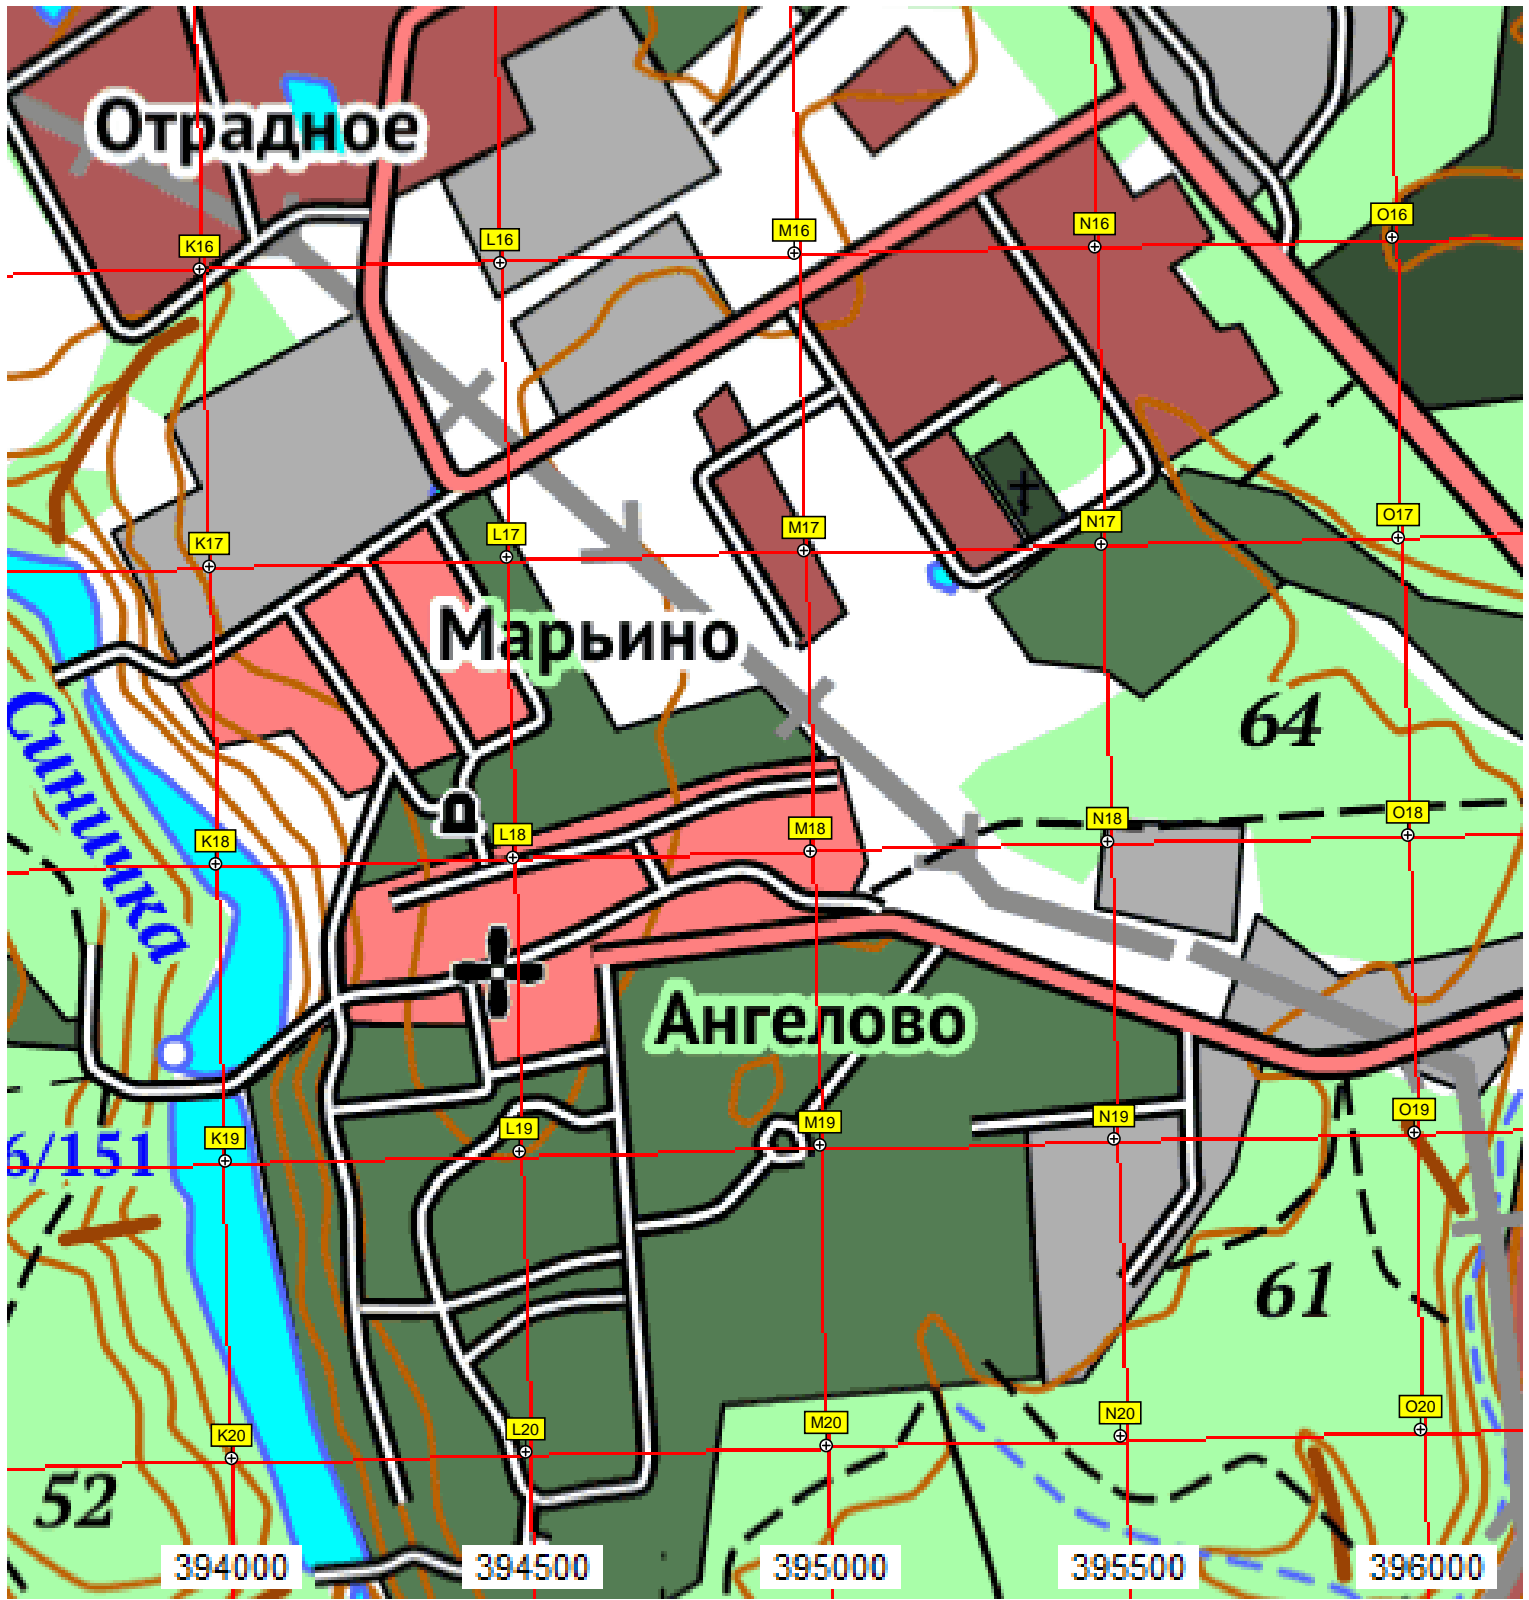 Отрадное
K16
L16
M16
N16
O16
K17
L17
M17
N17
O17
Марьино
64
Синичка
K18
L18
M18
N18
O18
Ангелово
6/151
K19
L19
M19
N19
O19
61
52
K20
L20
M20
N20
O20
394000
394500
395000
395500
396000